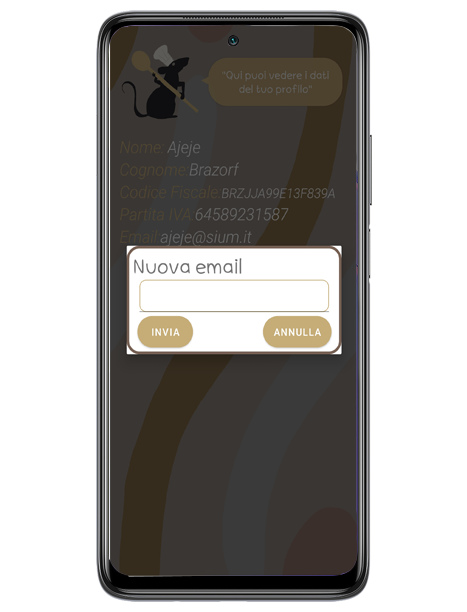 "Qui puoi vedere i dati
del tuo profilo"
Nome: Ajeje
Cognome:Brazorf
Codice Fiscale:BRZJJA99E13F839A
Partita IVA:64589231587
Email:ajeje@sium.it
Nuova email
INVIA
ANNULLA